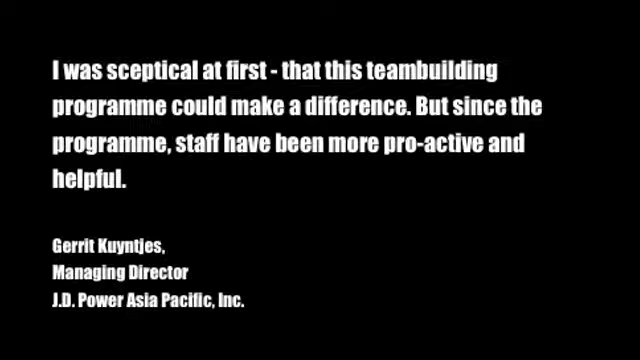 I was sceptical at first - that this teambuilding
programme could make a difference. But since the
programme, staff have been more pro-active and
helpful.
Gerrit Kuyntjes,
Managing Director
J.D. Power Asia Pacific, Inc.